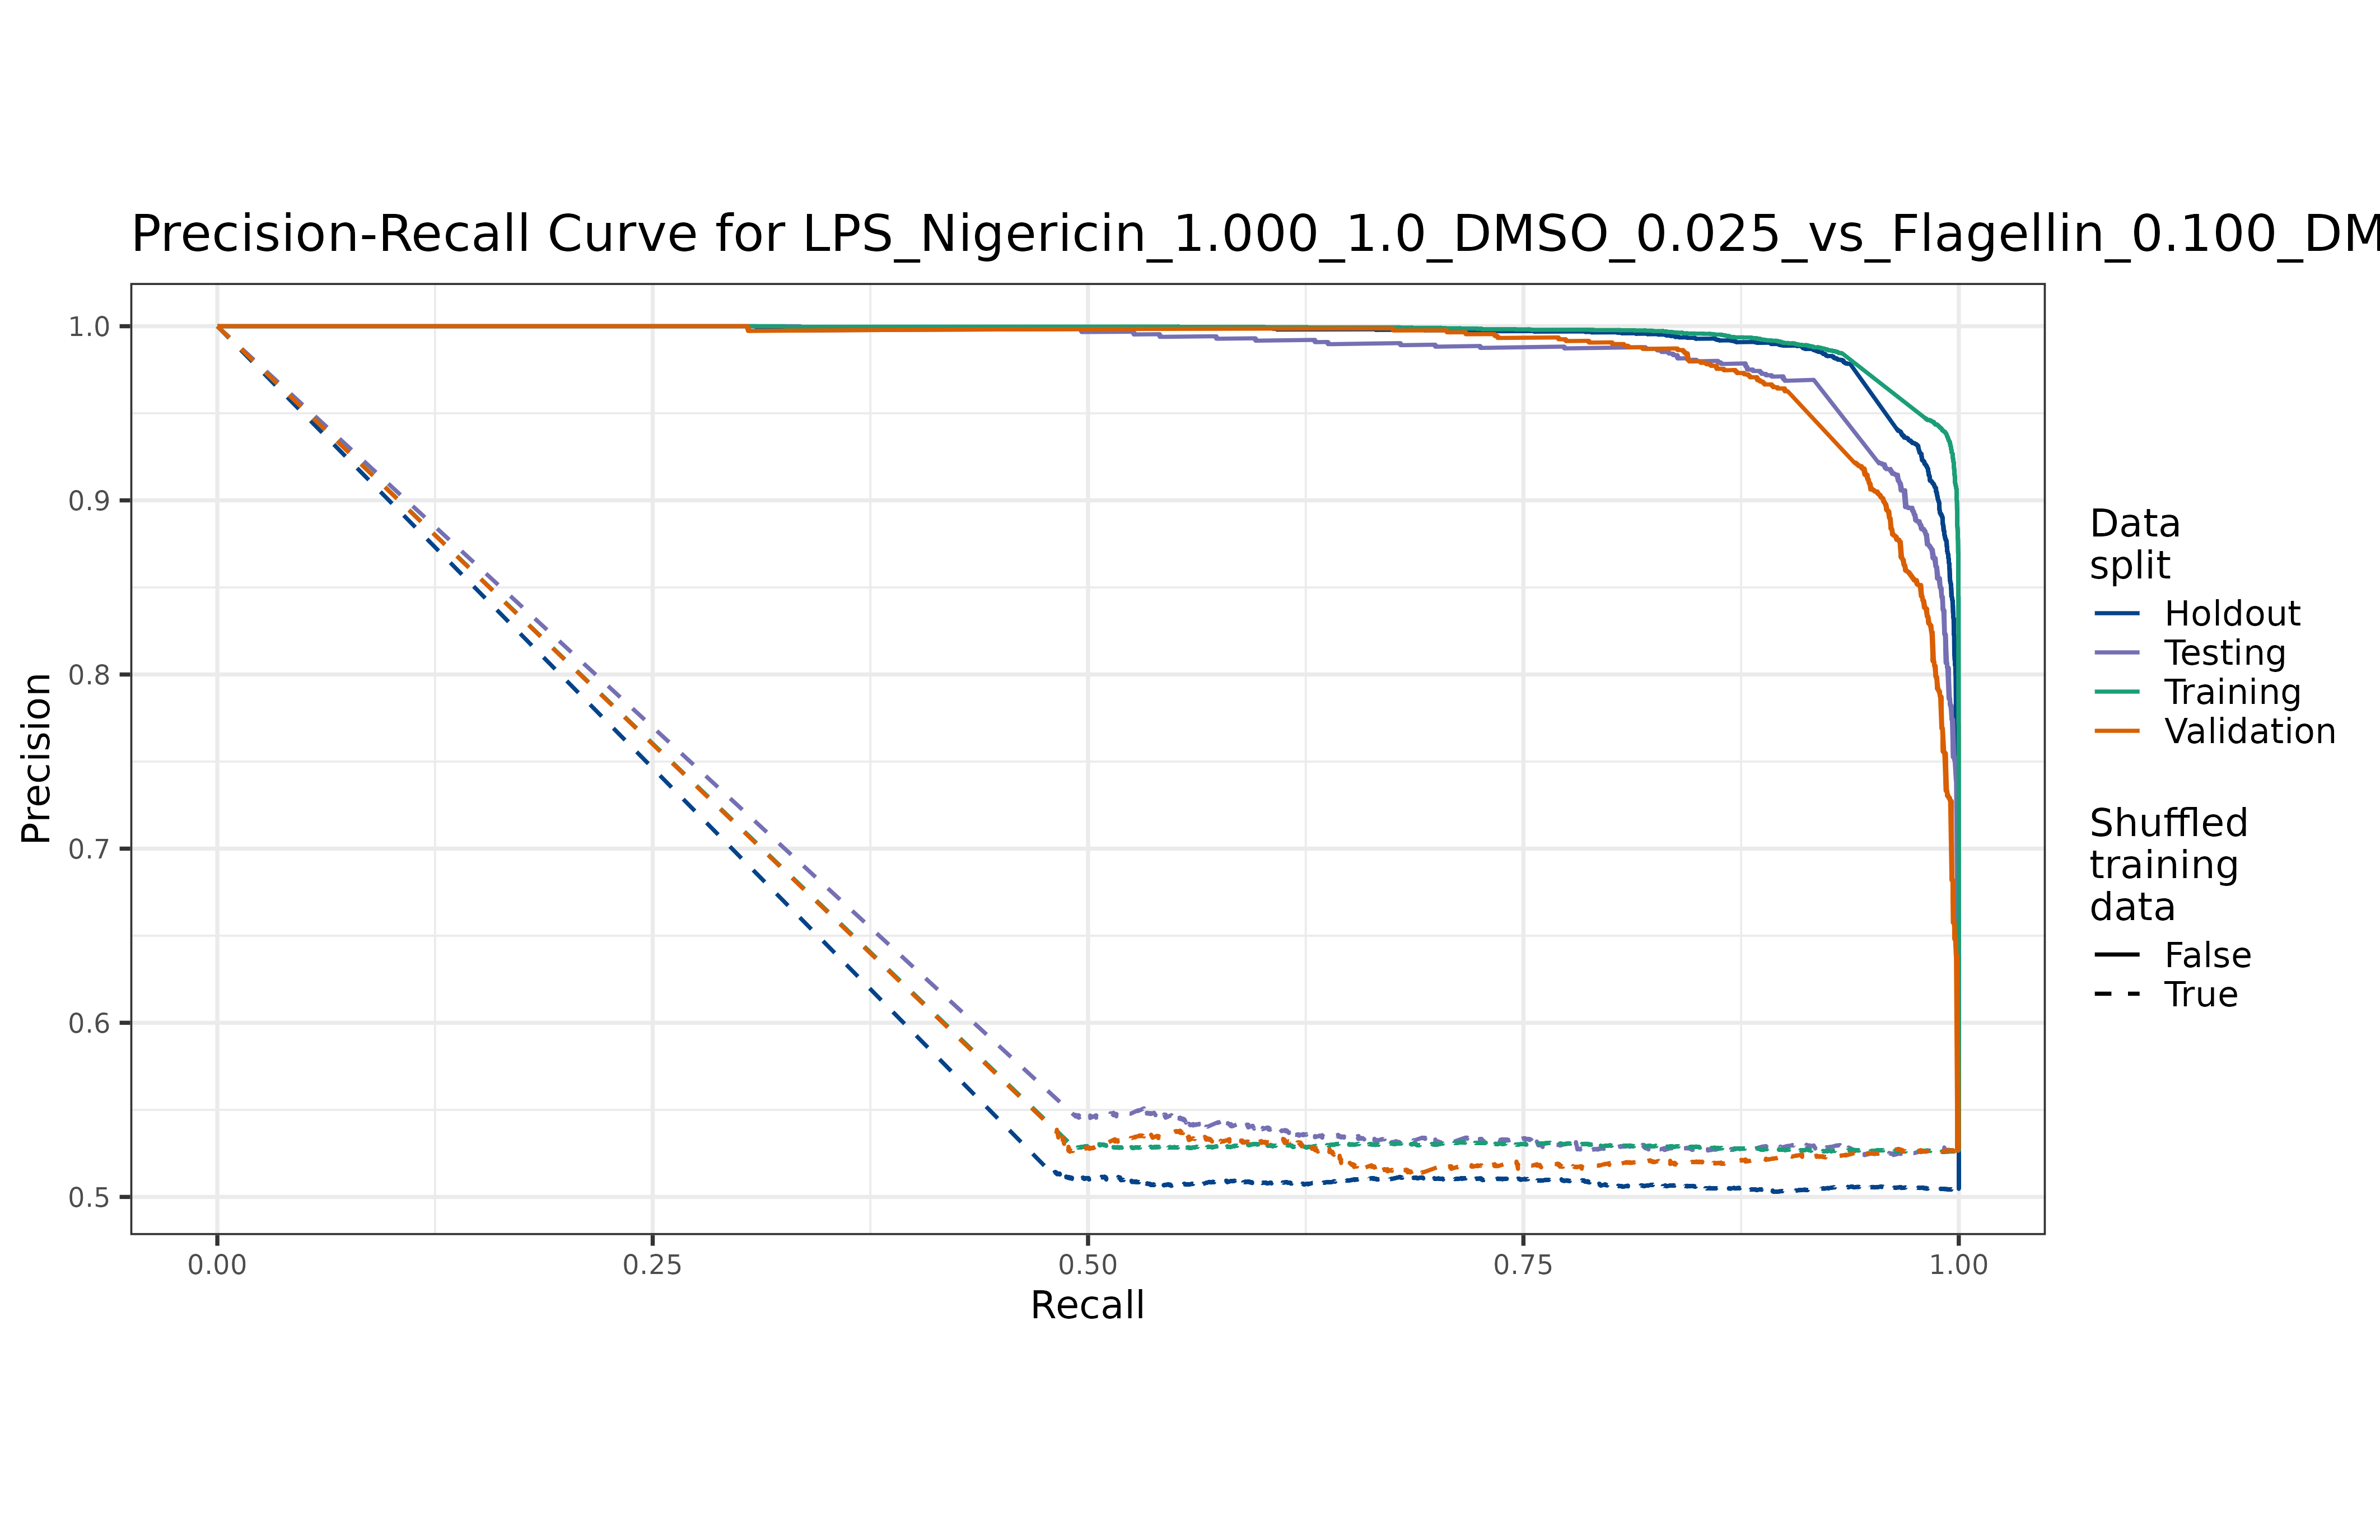 Precision-Recall Curve for LPS_Nigericin_1.000_1.0_DMSO_0.025_vs_Flagellin_0.100_DM
1.0
0.9
0.8
0.7
0.6
0.5
Precision
0.00 0.25 0.50 0.75 1.00
Recall
Data
split
Holdout
Testing
Training
Validation
Shuffled
training
data
False
True